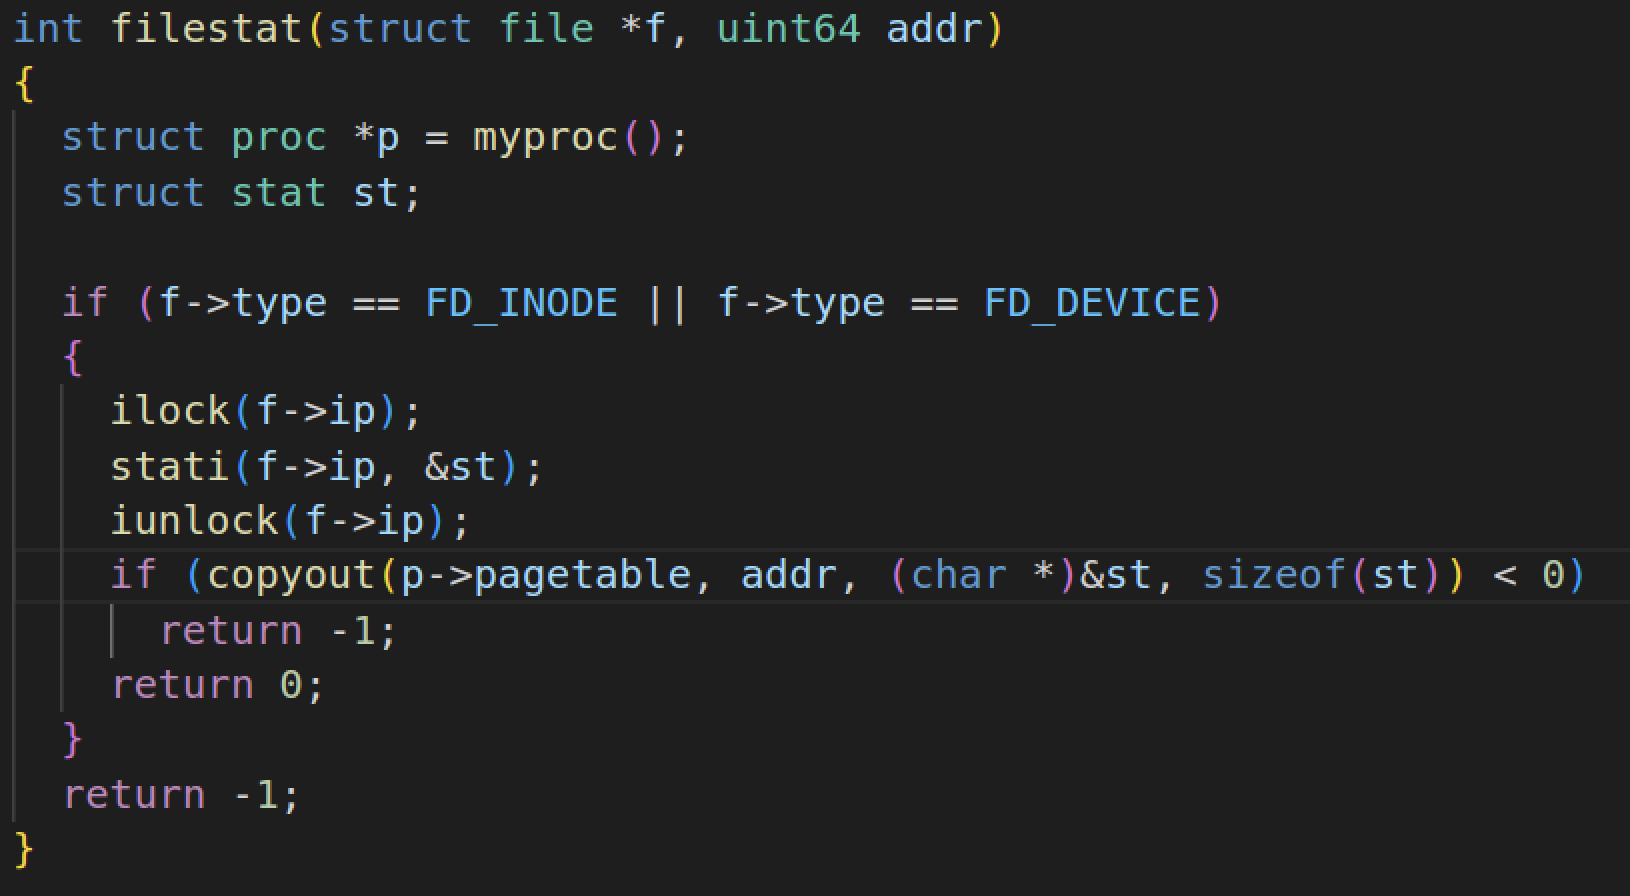 int filestat(struct file *f, uint64 addr)
{
  struct proc *p = myproc();
  struct stat st;

  if (f->type == FD_INODE || f->type == FD_DEVICE)
  {
    ilock(f->ip);
    stati(f->ip, &st);
    iunlock(f->ip);
    if (copyout(p->pagetable, addr, (char *)&st, sizeof(st)) < 0)
      return -1;
    return 0;
  }
  return -1;
}